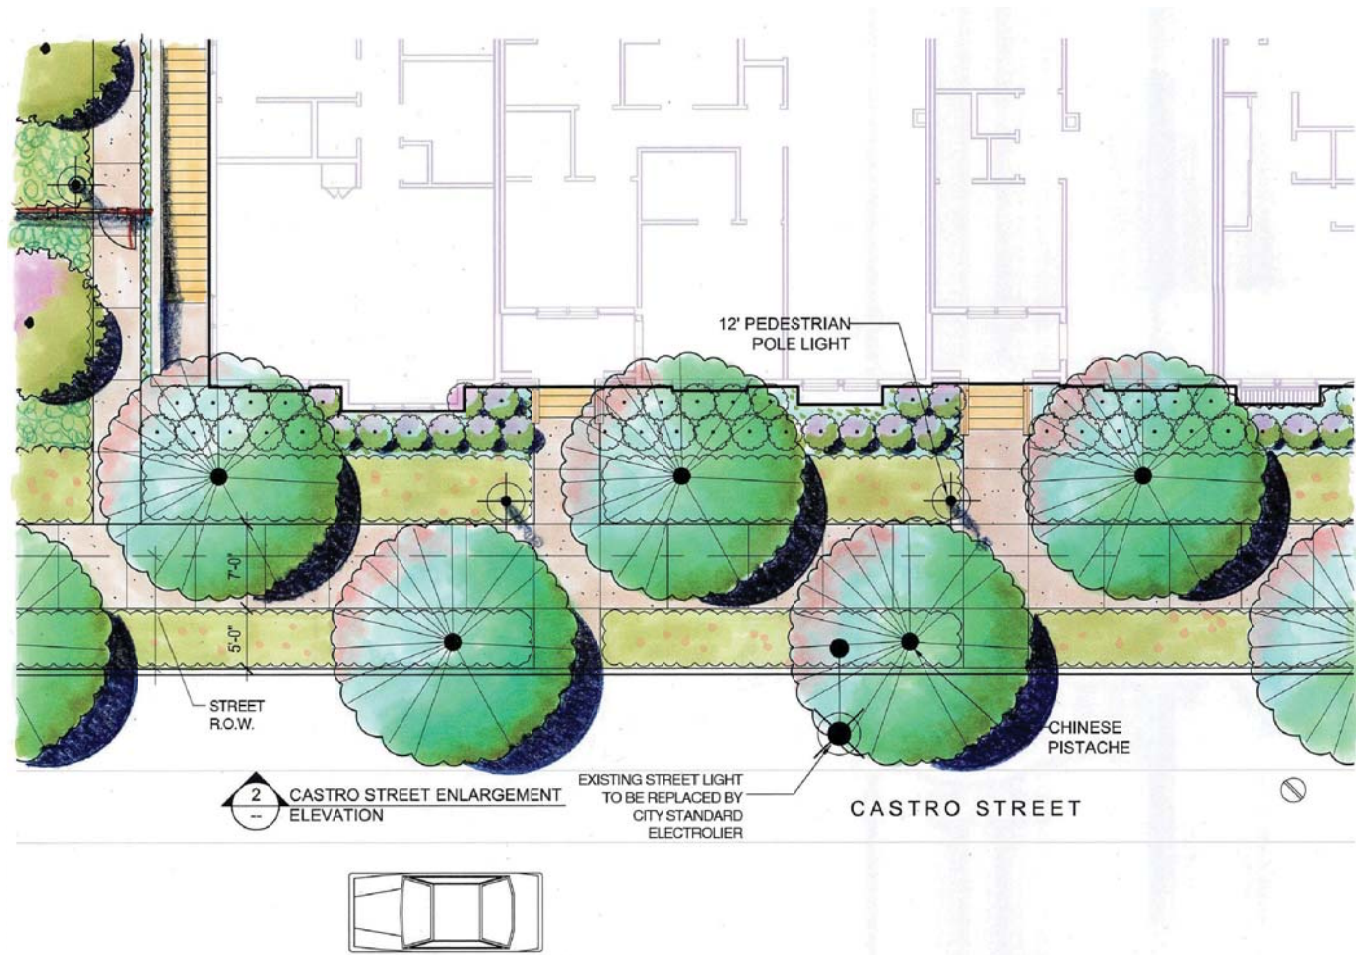 12' PEDESTRIAN
POLE LIGHT
7'-0"
5'-0"
STREET
R.O.W.
CHINESE
PISTACHE
2
--
CASTRO STREET ENLARGEMENT
ELEVATION
EXISTING STREET LIGHT
TO BE REPLACED BY
CITY STANDARD
ELECTROLIER
CASTRO STREET